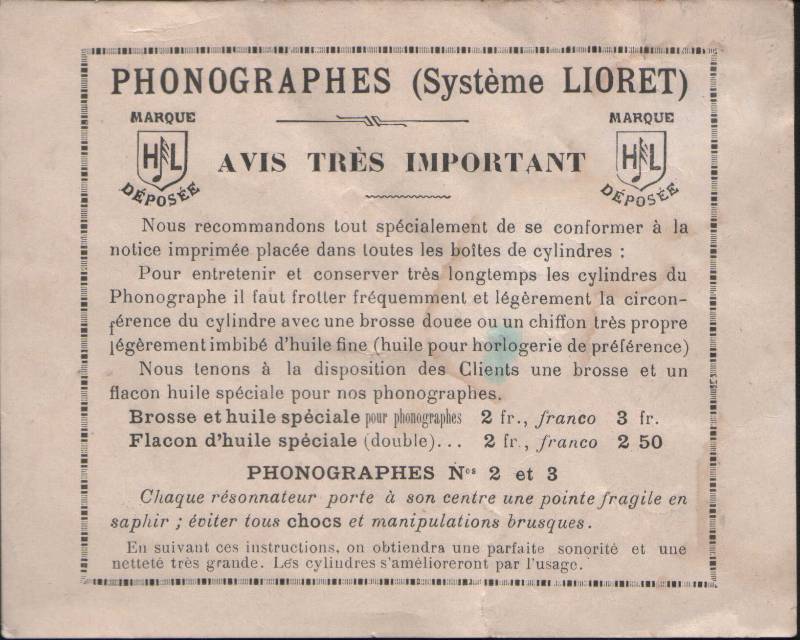 PHONOGRAPHES (Système LIORET)
MARQUE
HL
DÉPOSÉE
AVIS TRÈS IMPORTANT
MARQUE
HL
DÉPOSÉE
Nous recommandons tout spécialement de se conformer à la
notice imprimée placée dans toutes les boîtes de cylindres :
Pour entretenir et conserver très longtemps les cylindres du
Phonographe il faut frotter fréquemment et légèrement la circon-
férence du cylindre avec une brosse douce ou un chiffon très propre
légèrement imbibé d'huile fine (huile pour horlogerie de préférence)
Nous tenons à la disposition des Clients une brosse et un
flacon huile spéciale pour nos phonographes.
Brosse et huile spéciale pour phonographes 2 fr., franco 3 fr.
Flacon d'huile spéciale (double)... 2 fr., franco 2 50
PHONOGRAPHES Nos 2 et 3
Chaque résonnateur porte à son centre une pointe fragile en
saphir ; éviter tous chocs et manipulations brusques.
En suivant ces instructions, on obtiendra une parfaite sonorité et une
netteté très grande. Les cylindres s'amélioreront par l'usage.